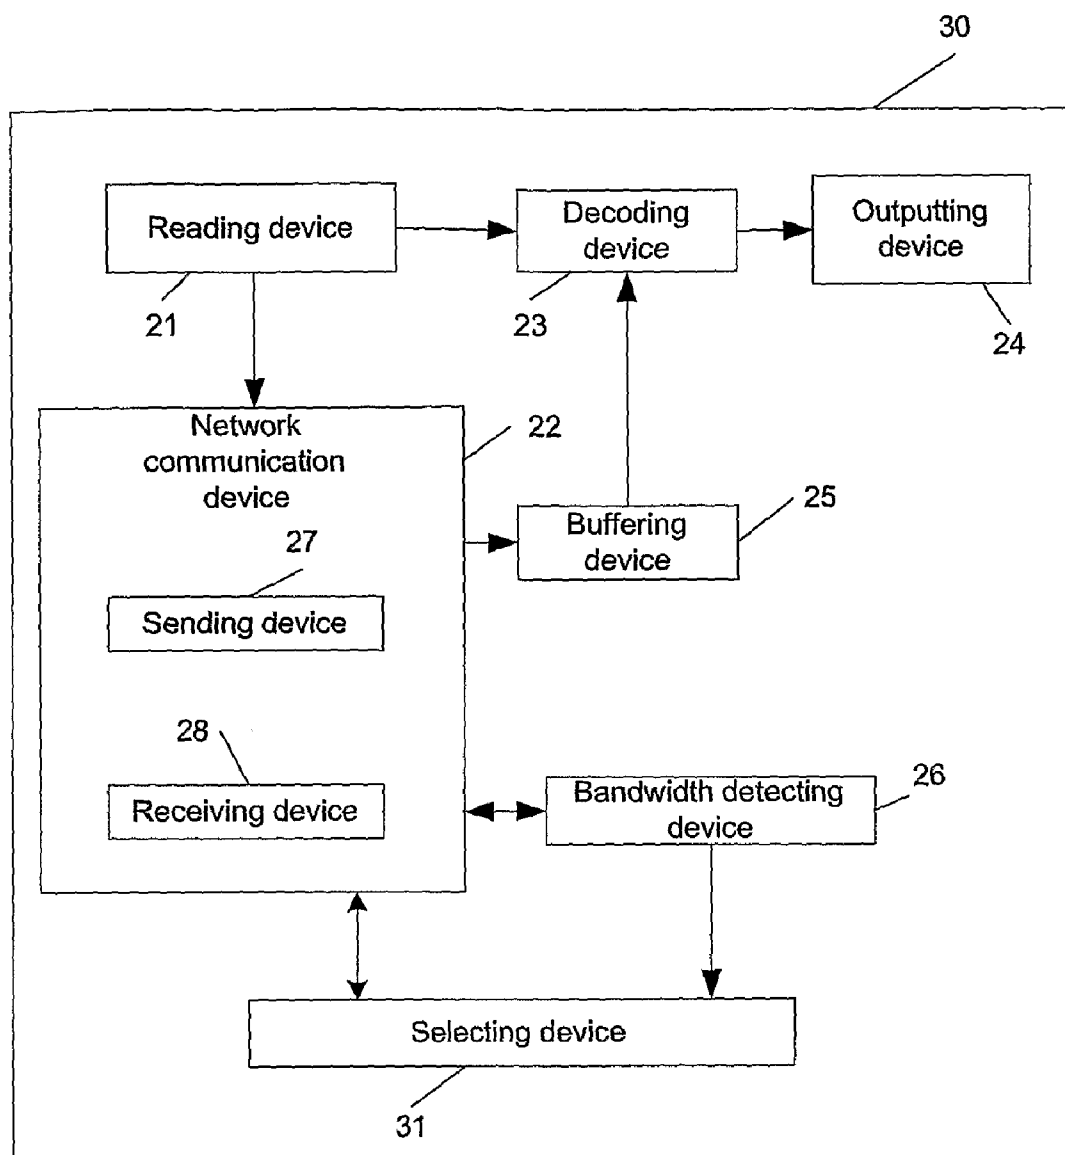 30
Reading device
21
Decoding
device
23
Outputting
device
24
Network
communication
device
22
27
Sending device
28
Receiving device
Buffering
device
25
Bandwidth detecting
device
26
Selecting device
31